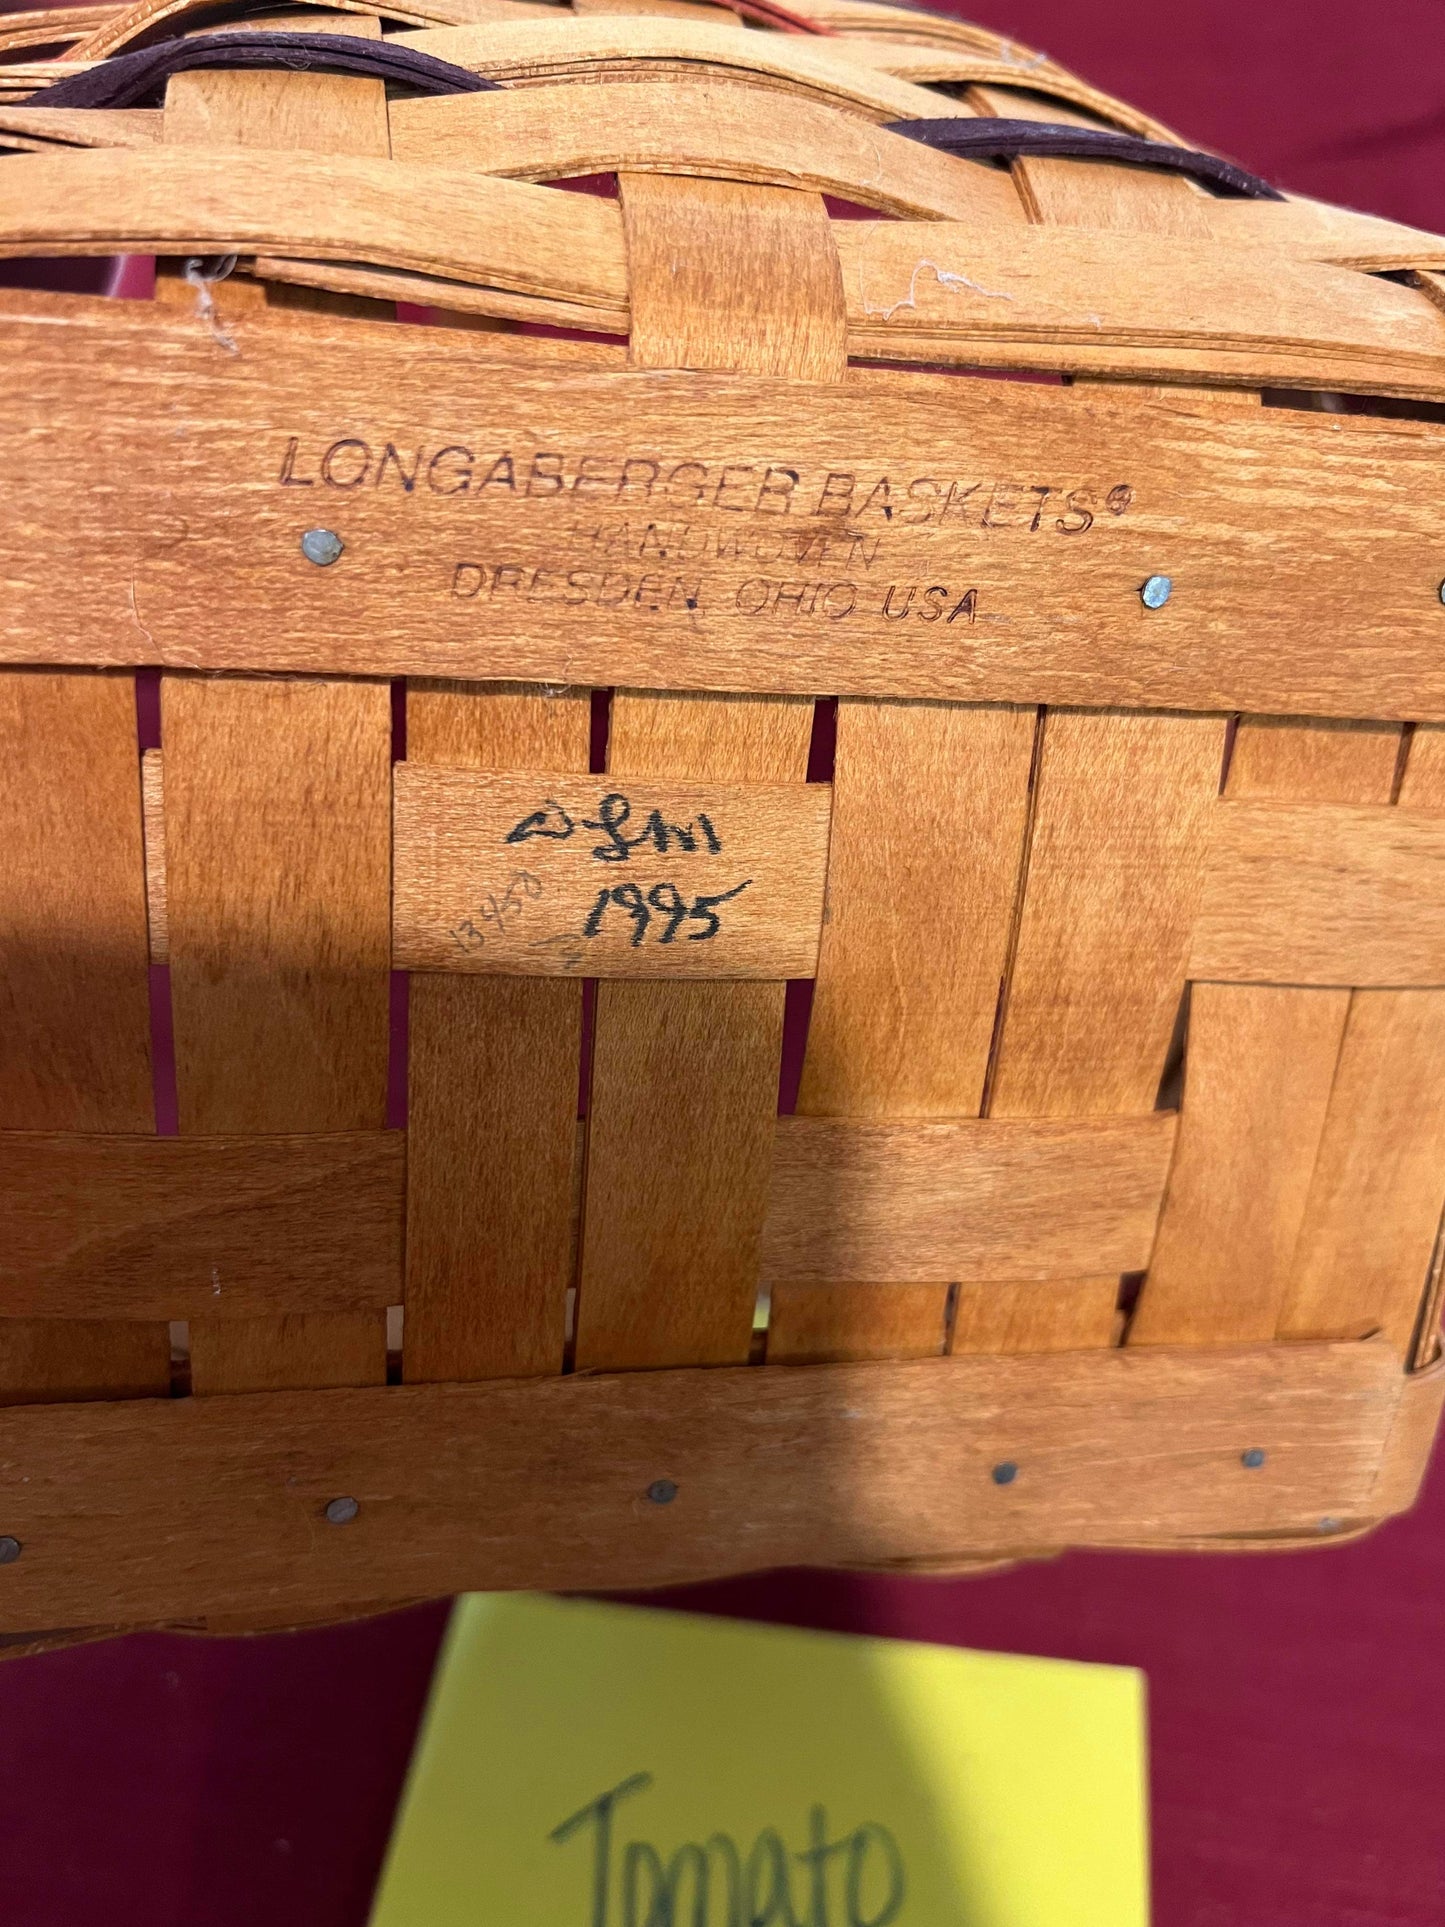 LONGABERGER BASKETS®
HANDWOVEN
DRESDEN, OHIO USA
1995
Tomato